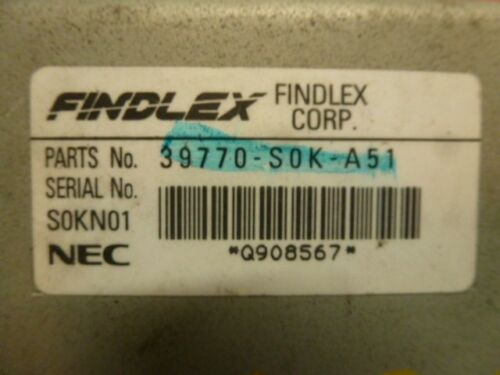 FINDLEX FINDLEX
CORP.
PARTS No. 39770-S0K-A51
SERIAL No.
S0KN01
NEC *Q908567*